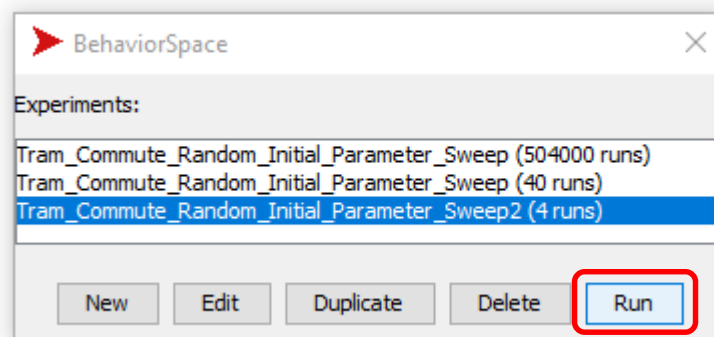 BehaviorSpace
Experiments:
Tram_Commute_Random_Initial_Parameter_Sweep (504000 runs)
Tram_Commute_Random_Initial_Parameter_Sweep (40 runs)
Tram_Commute_Random_Initial_Parameter_Sweep2 (4 runs)
New Edit Duplicate Delete Run